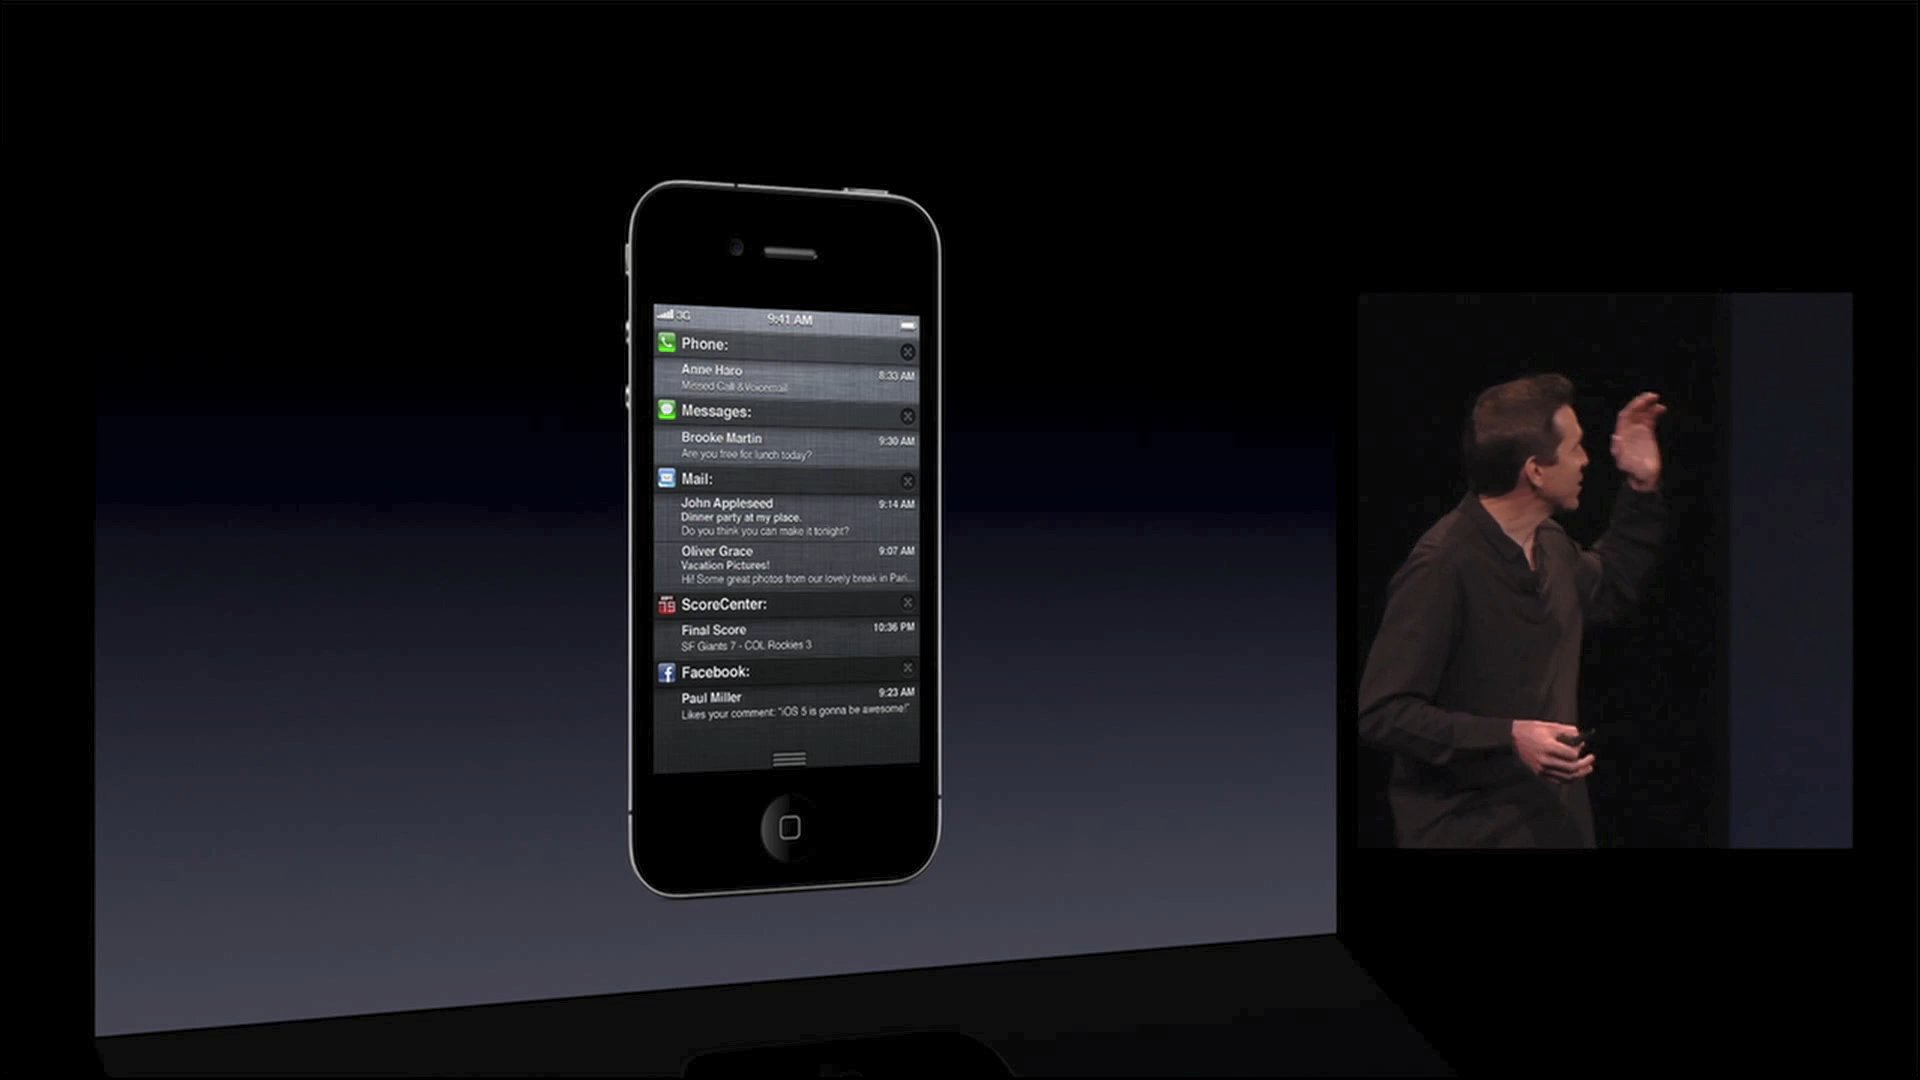 3G 9:41 AM
Phone:
Anne Haro 8:33 AM
Missed Call & Voicemail
Messages:
Brooke Martin 9:30 AM
Are you free for lunch today?
Mail:
John Appleseed 9:14 AM
Dinner party at my place.
Do you think you can make it tonight?
Oliver Grace 9:07 AM
Vacation Pictures!
Hi! Some great photos from our lovely break in Pari...
ScoreCenter:
Final Score 10:36 PM
SF Giants 7 - COL Rockies 3
Facebook:
Paul Miller 9:23 AM
Likes your comment: "iOS 5 is gonna be awesome!"